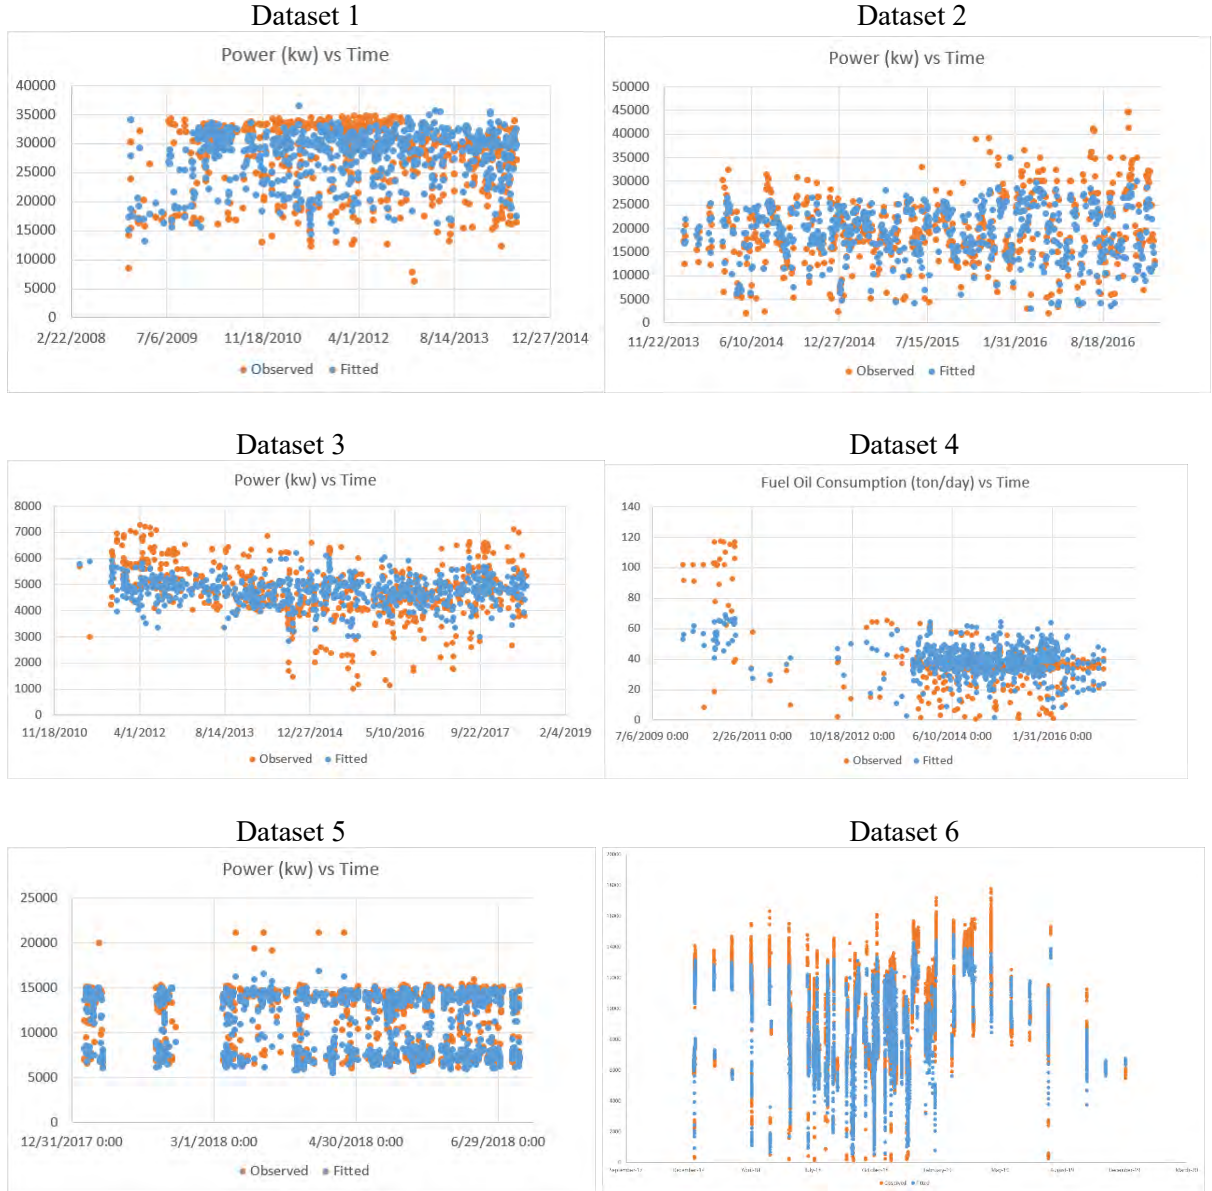 Dataset 1
Dataset 2
Power (kw) vs Time
40000
35000
30000
25000
20000
15000
10000
5000
0
2/22/2008 7/6/2009 11/18/2010 4/1/2012 8/14/2013 12/27/2014
Observed Fitted
Power (kw) vs Time
50000
45000
40000
35000
30000
25000
20000
15000
10000
5000
0
11/22/2013 6/10/2014 12/27/2014 7/15/2015 1/31/2016 8/18/2016
Observed Fitted
Dataset 3
Dataset 4
Power (kw) vs Time
8000
7000
6000
5000
4000
3000
2000
1000
0
11/18/2010 4/1/2012 8/14/2013 12/27/2014 5/10/2016 9/22/2017 2/4/2019
Observed Fitted
Fuel Oil Consumption (ton/day) vs Time
140
120
100
80
60
40
20
0
7/6/2009 0:00 2/26/2011 0:00 10/18/2012 0:00 6/10/2014 0:00 1/31/2016 0:00
Observed Fitted
Dataset 5
Dataset 6
Power (kw) vs Time
25000
20000
15000
10000
5000
0
12/31/2017 0:00 3/1/2018 0:00 4/30/2018 0:00 6/29/2018 0:00
Observed Fitted
Observed Fitted